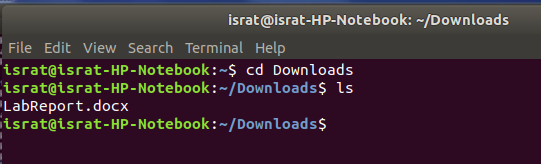 israt@israt-HP-Notebook: ~/Downloads
File Edit View Search Terminal Help
israt@israt-HP-Notebook:~$ cd Downloads
israt@israt-HP-Notebook:~/Downloads$ ls
LabReport.docx
israt@israt-HP-Notebook:~/Downloads$